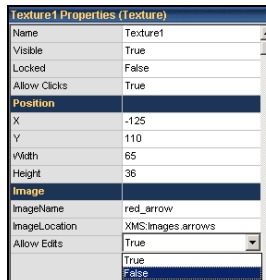 Texture1 Properties (Texture)
Name Texture1
Visible True
Locked False
Allow Clicks True
Position
X -125
Y 110
Width 65
Height 36
Image
ImageName red_arrow
ImageLocation XMS:Images.arrows
Allow Edits True
True
False